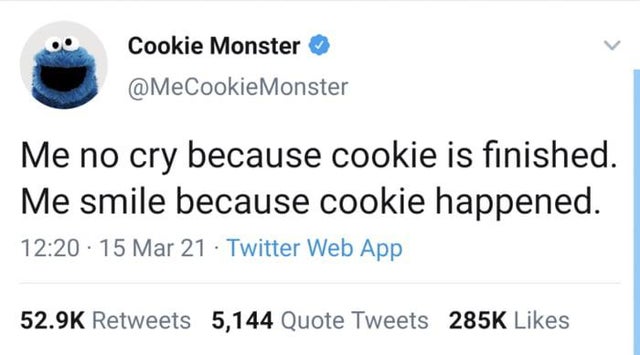 Cookie Monster
@MeCookieMonster
Me no cry because cookie is finished.
Me smile because cookie happened.
12:20 · 15 Mar 21 · Twitter Web App
52.9K Retweets 5,144 Quote Tweets 285K Likes